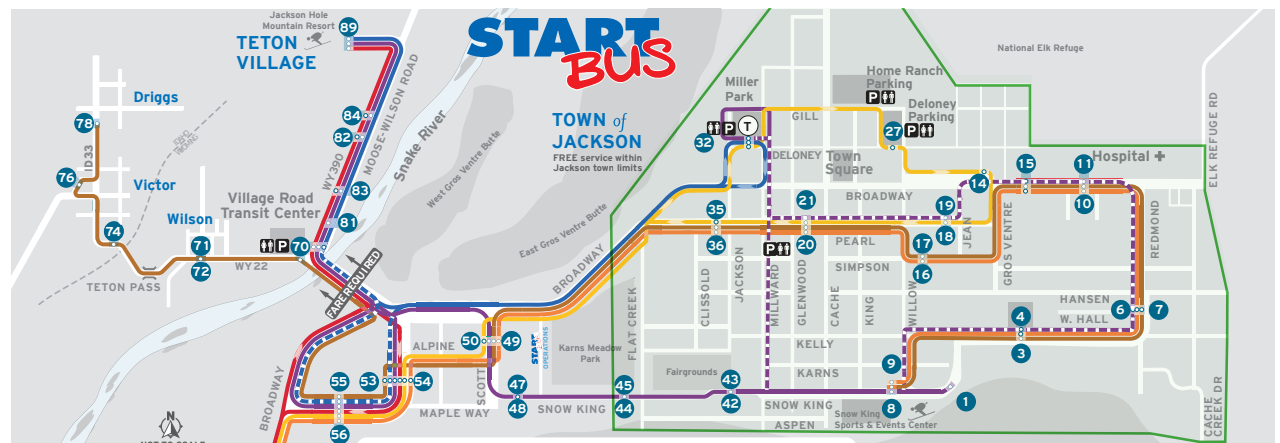 Jackson Hole
Mountain Resort
89
TETON
VILLAGE
START
BUS
National Elk Refuge
Driggs
78
ID33
84
82
WY390
MOOSE-WILSON ROAD
Snake River
West Gros Ventre Butte
TOWN of
JACKSON
FREE service within
Jackson town limits
Miller
Park
Home Ranch
Parking
P
Deloney
Parking
P
GILL
27
P
T
32
DELONEY
Town
Square
ELK REFUGE RD
Hospital
15
11
76
Victor
83
Village Road
Transit Center
Wilson
14
10
BROADWAY
21
19
35
81
74
71
72
P
70
East Gros Ventre Butte
36
20
18
JEAN
GROS VENTRE
REDMOND
PEARL
17
16
P
WY22
TETON PASS
FARE REQUIRED
BROADWAY
SIMPSON
CLISSOLD
JACKSON
MILLWARD
GLENWOOD
CACHE
KING
WILLOW
FLAT CREEK
HANSEN
W. HALL
6
7
4
3
ALPINE
50
49
START
OPERATIONS
Karns Meadow
Park
KELLY
KARNS
9
Fairgrounds
BROADWAY
55
53
54
SCOTT
47
48
45
44
43
42
8
1
MAPLE WAY
SNOW KING
SNOW KING
56
Snow King
Sports & Events Center
ASPEN
CACHE
CREEK DR
N
NOT TO SCALE